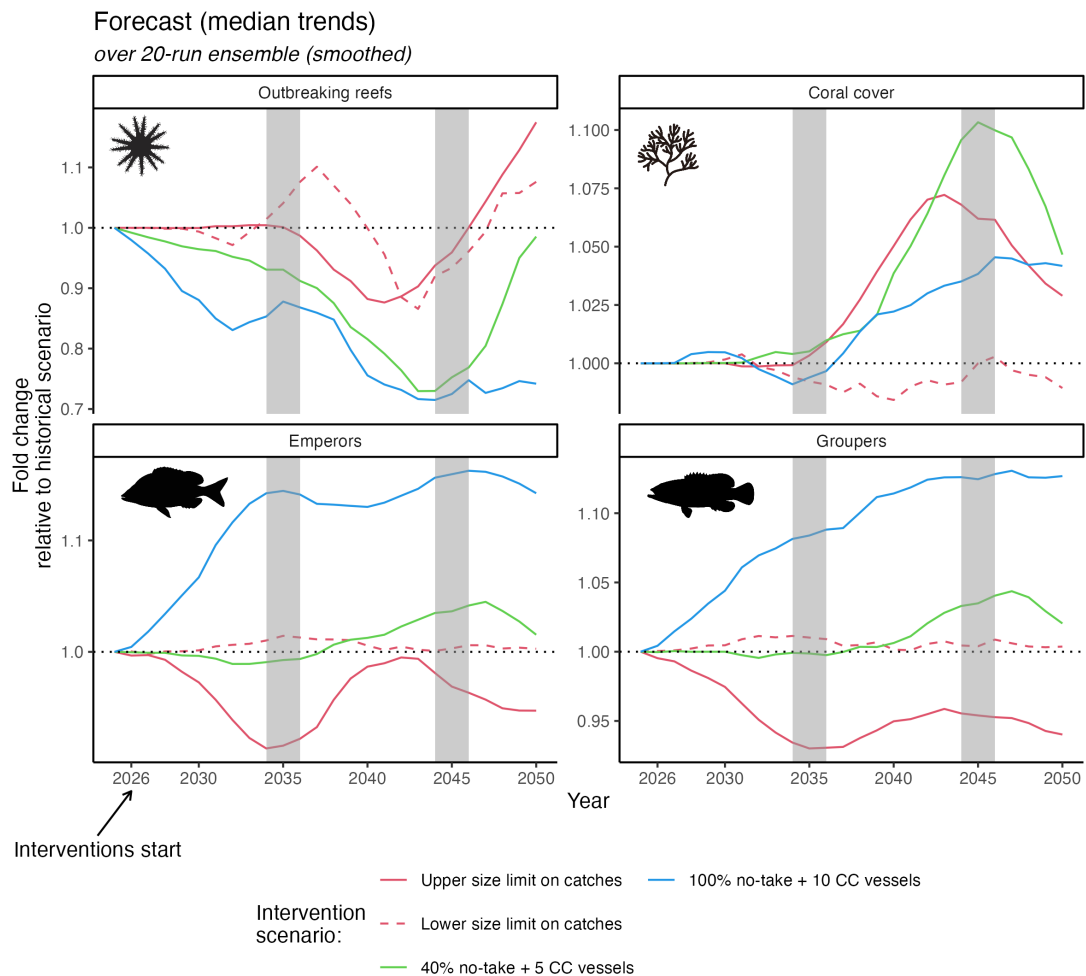 Forecast (median trends)
over 20-run ensemble (smoothed)
Outbreaking reefs
1.1
1.0
0.9
0.8
0.7
Coral cover
1.100
1.075
1.050
1.025
1.000
Fold change
relative to historical scenario
Emperors
1.1
1.0
2026 2030 2035 2040 2045 2050
Groupers
1.10
1.05
1.00
0.95
2026 2030 2035 2040 2045 2050
Year
Interventions start
Intervention
scenario:
Upper size limit on catches
Lower size limit on catches
40% no-take + 5 CC vessels
100% no-take + 10 CC vessels